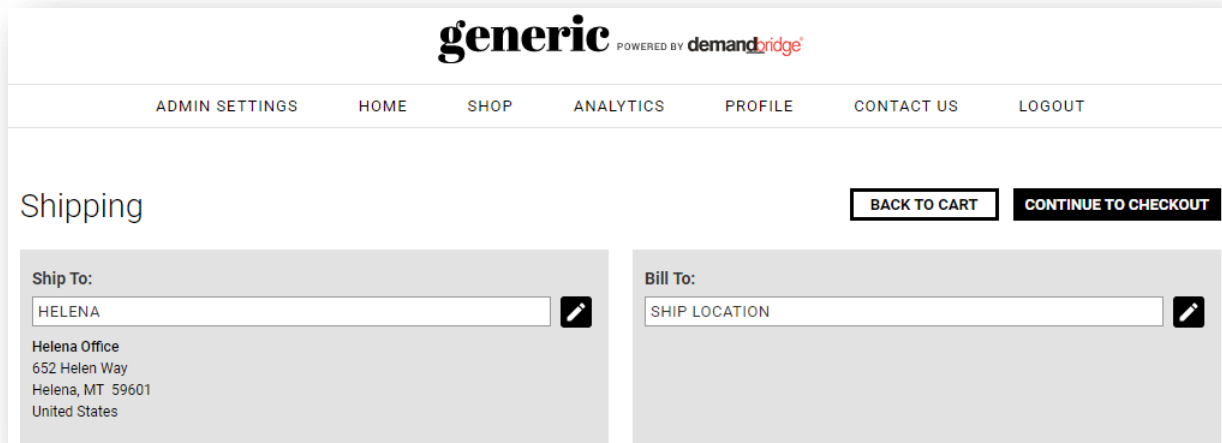 generic POWERED BY demandbridge®
ADMIN SETTINGS HOME SHOP ANALYTICS PROFILE CONTACT US LOGOUT
Shipping
BACK TO CART CONTINUE TO CHECKOUT
Ship To:
HELENA
Helena Office
652 Helen Way
Helena, MT 59601
United States
Bill To:
SHIP LOCATION